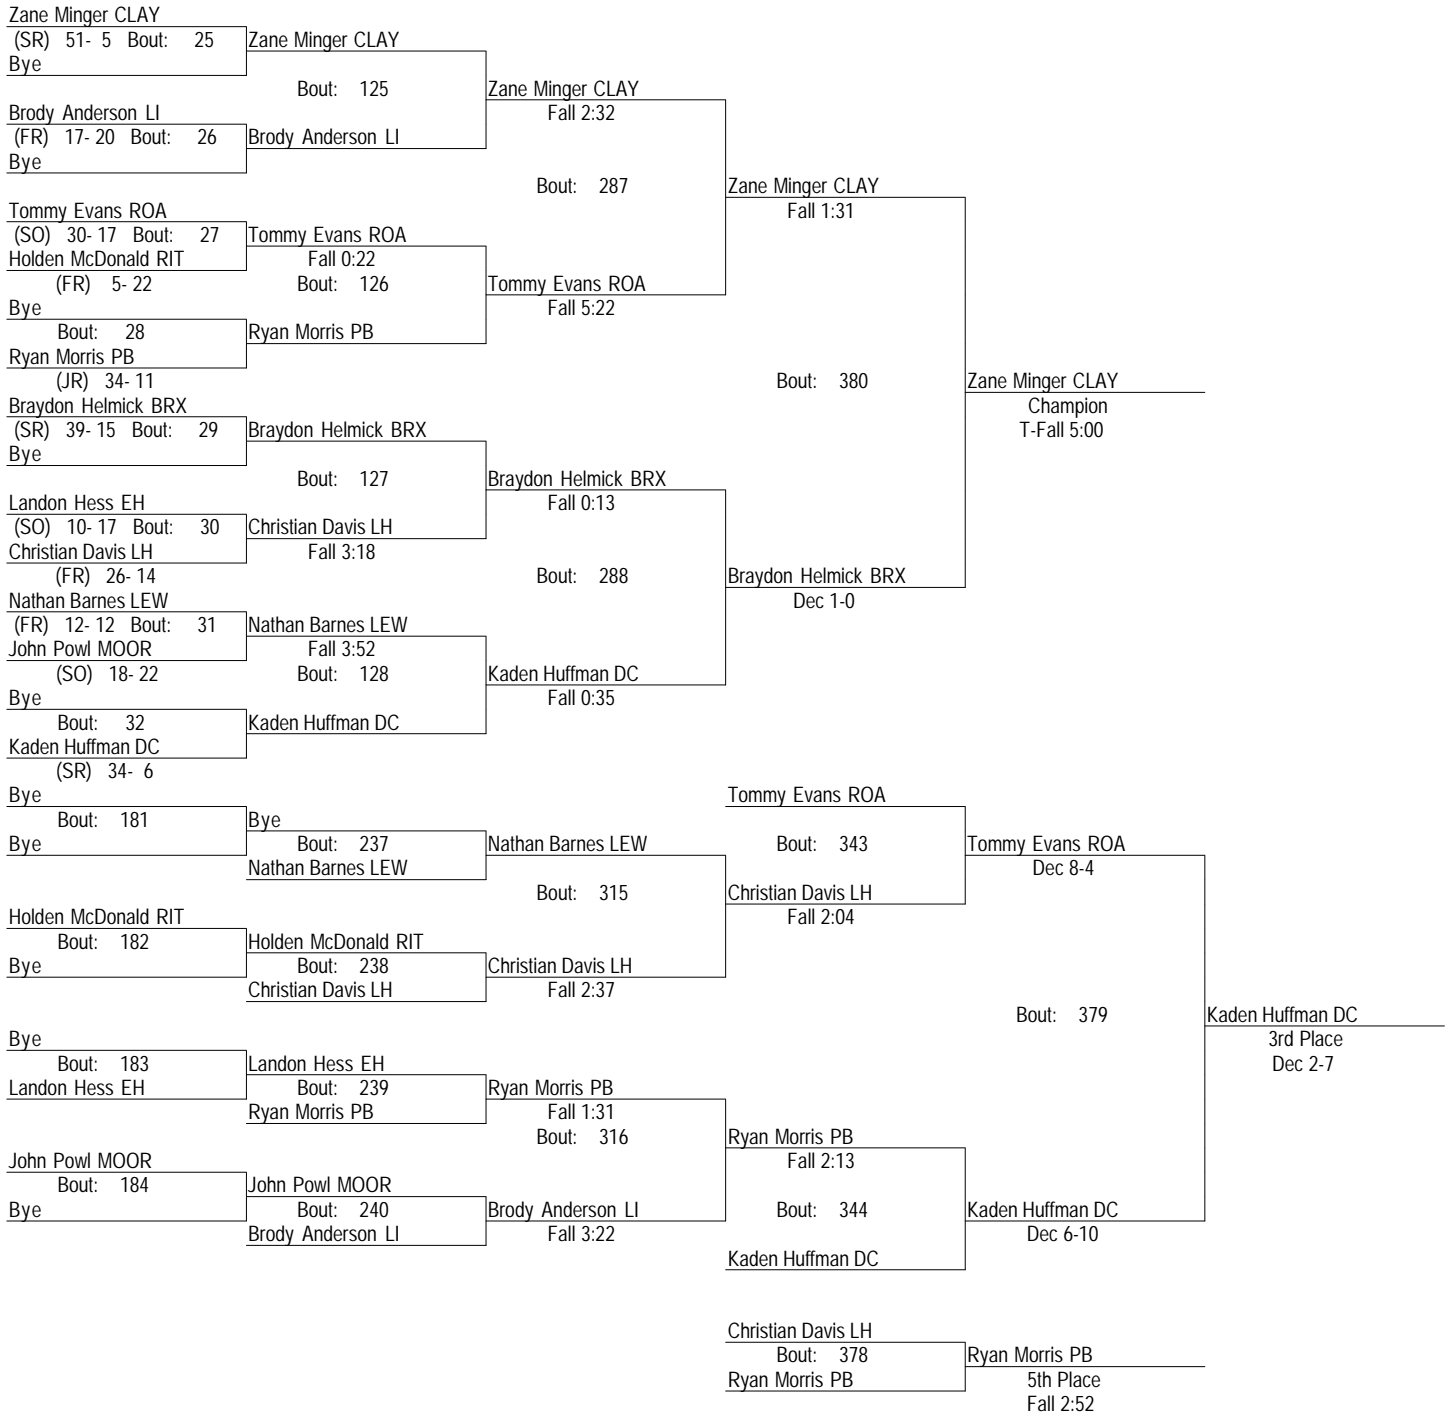 Zane Minger CLAY
(SR) 51- 5 Bout: 25 Zane Minger CLAY
Bye
Bout: 125 Zane Minger CLAY
Brody Anderson LI Fall 2:32
(FR) 17- 20 Bout: 26 Brody Anderson LI
Bye
Bout: 287 Zane Minger CLAY
Tommy Evans ROA Fall 1:31
(SO) 30- 17 Bout: 27 Tommy Evans ROA
Holden McDonald RIT Fall 0:22
(FR) 5- 22 Bout: 126 Tommy Evans ROA
Bye Fall 5:22
Bout: 28 Ryan Morris PB
Ryan Morris PB
(JR) 34- 11 Bout: 380 Zane Minger CLAY
Braydon Helmick BRX Champion
(SR) 39- 15 Bout: 29 Braydon Helmick BRX T-Fall 5:00
Bye
Bout: 127 Braydon Helmick BRX
Landon Hess EH Fall 0:13
(SO) 10- 17 Bout: 30 Christian Davis LH
Christian Davis LH Fall 3:18
(FR) 26- 14 Bout: 288 Braydon Helmick BRX
Nathan Barnes LEW Dec 1-0
(FR) 12- 12 Bout: 31 Nathan Barnes LEW
John Powl MOOR Fall 3:52
(SO) 18- 22 Bout: 128 Kaden Huffman DC
Bye Fall 0:35
Bout: 32 Kaden Huffman DC
Kaden Huffman DC
(SR) 34- 6
Bye Tommy Evans ROA
Bout: 181 Bye
Bye Bout: 237 Nathan Barnes LEW Bout: 343 Tommy Evans ROA
Nathan Barnes LEW Dec 8-4
Bout: 315 Christian Davis LH
Holden McDonald RIT Fall 2:04
Bout: 182 Holden McDonald RIT
Bye Bout: 238 Christian Davis LH
Christian Davis LH Fall 2:37
Bout: 379 Kaden Huffman DC
Bye 3rd Place
Bout: 183 Landon Hess EH Dec 2-7
Landon Hess EH Bout: 239 Ryan Morris PB
Ryan Morris PB Fall 1:31
Bout: 316 Ryan Morris PB
John Powl MOOR Fall 2:13
Bout: 184 John Powl MOOR
Bye Bout: 240 Brody Anderson LI Bout: 344 Kaden Huffman DC
Brody Anderson LI Fall 3:22 Dec 6-10
Kaden Huffman DC
Christian Davis LH
Bout: 378 Ryan Morris PB
Ryan Morris PB 5th Place
Fall 2:52